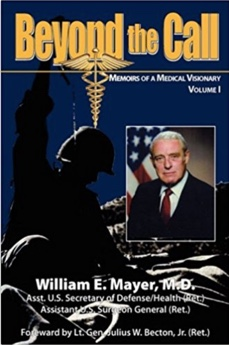 Beyond the Call
MEMOIRS OF A MEDICAL VISIONARY
VOLUME I
William E. Mayer, M.D.
Asst. U.S. Secretary of Defense/Health (Ret.)
Assistant U.S. Surgeon General (Ret.)
Foreword by Lt. Gen. Julius W. Becton, Jr. (Ret.)